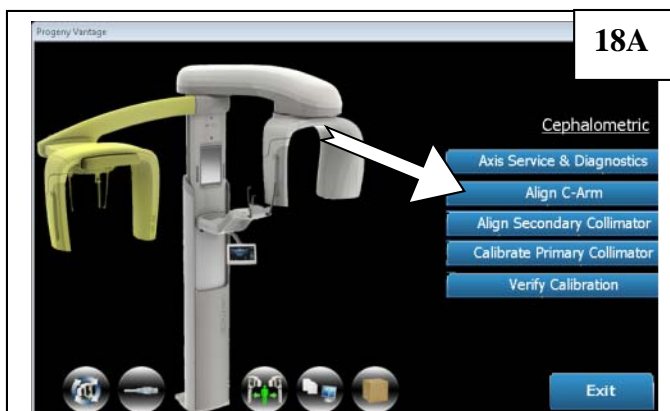 Progeny Vantage
18A
Cephalometric
Axis Service & Diagnostics
Align C-Arm
Align Secondary Collimator
Calibrate Primary Collimator
Verify Calibration
Exit